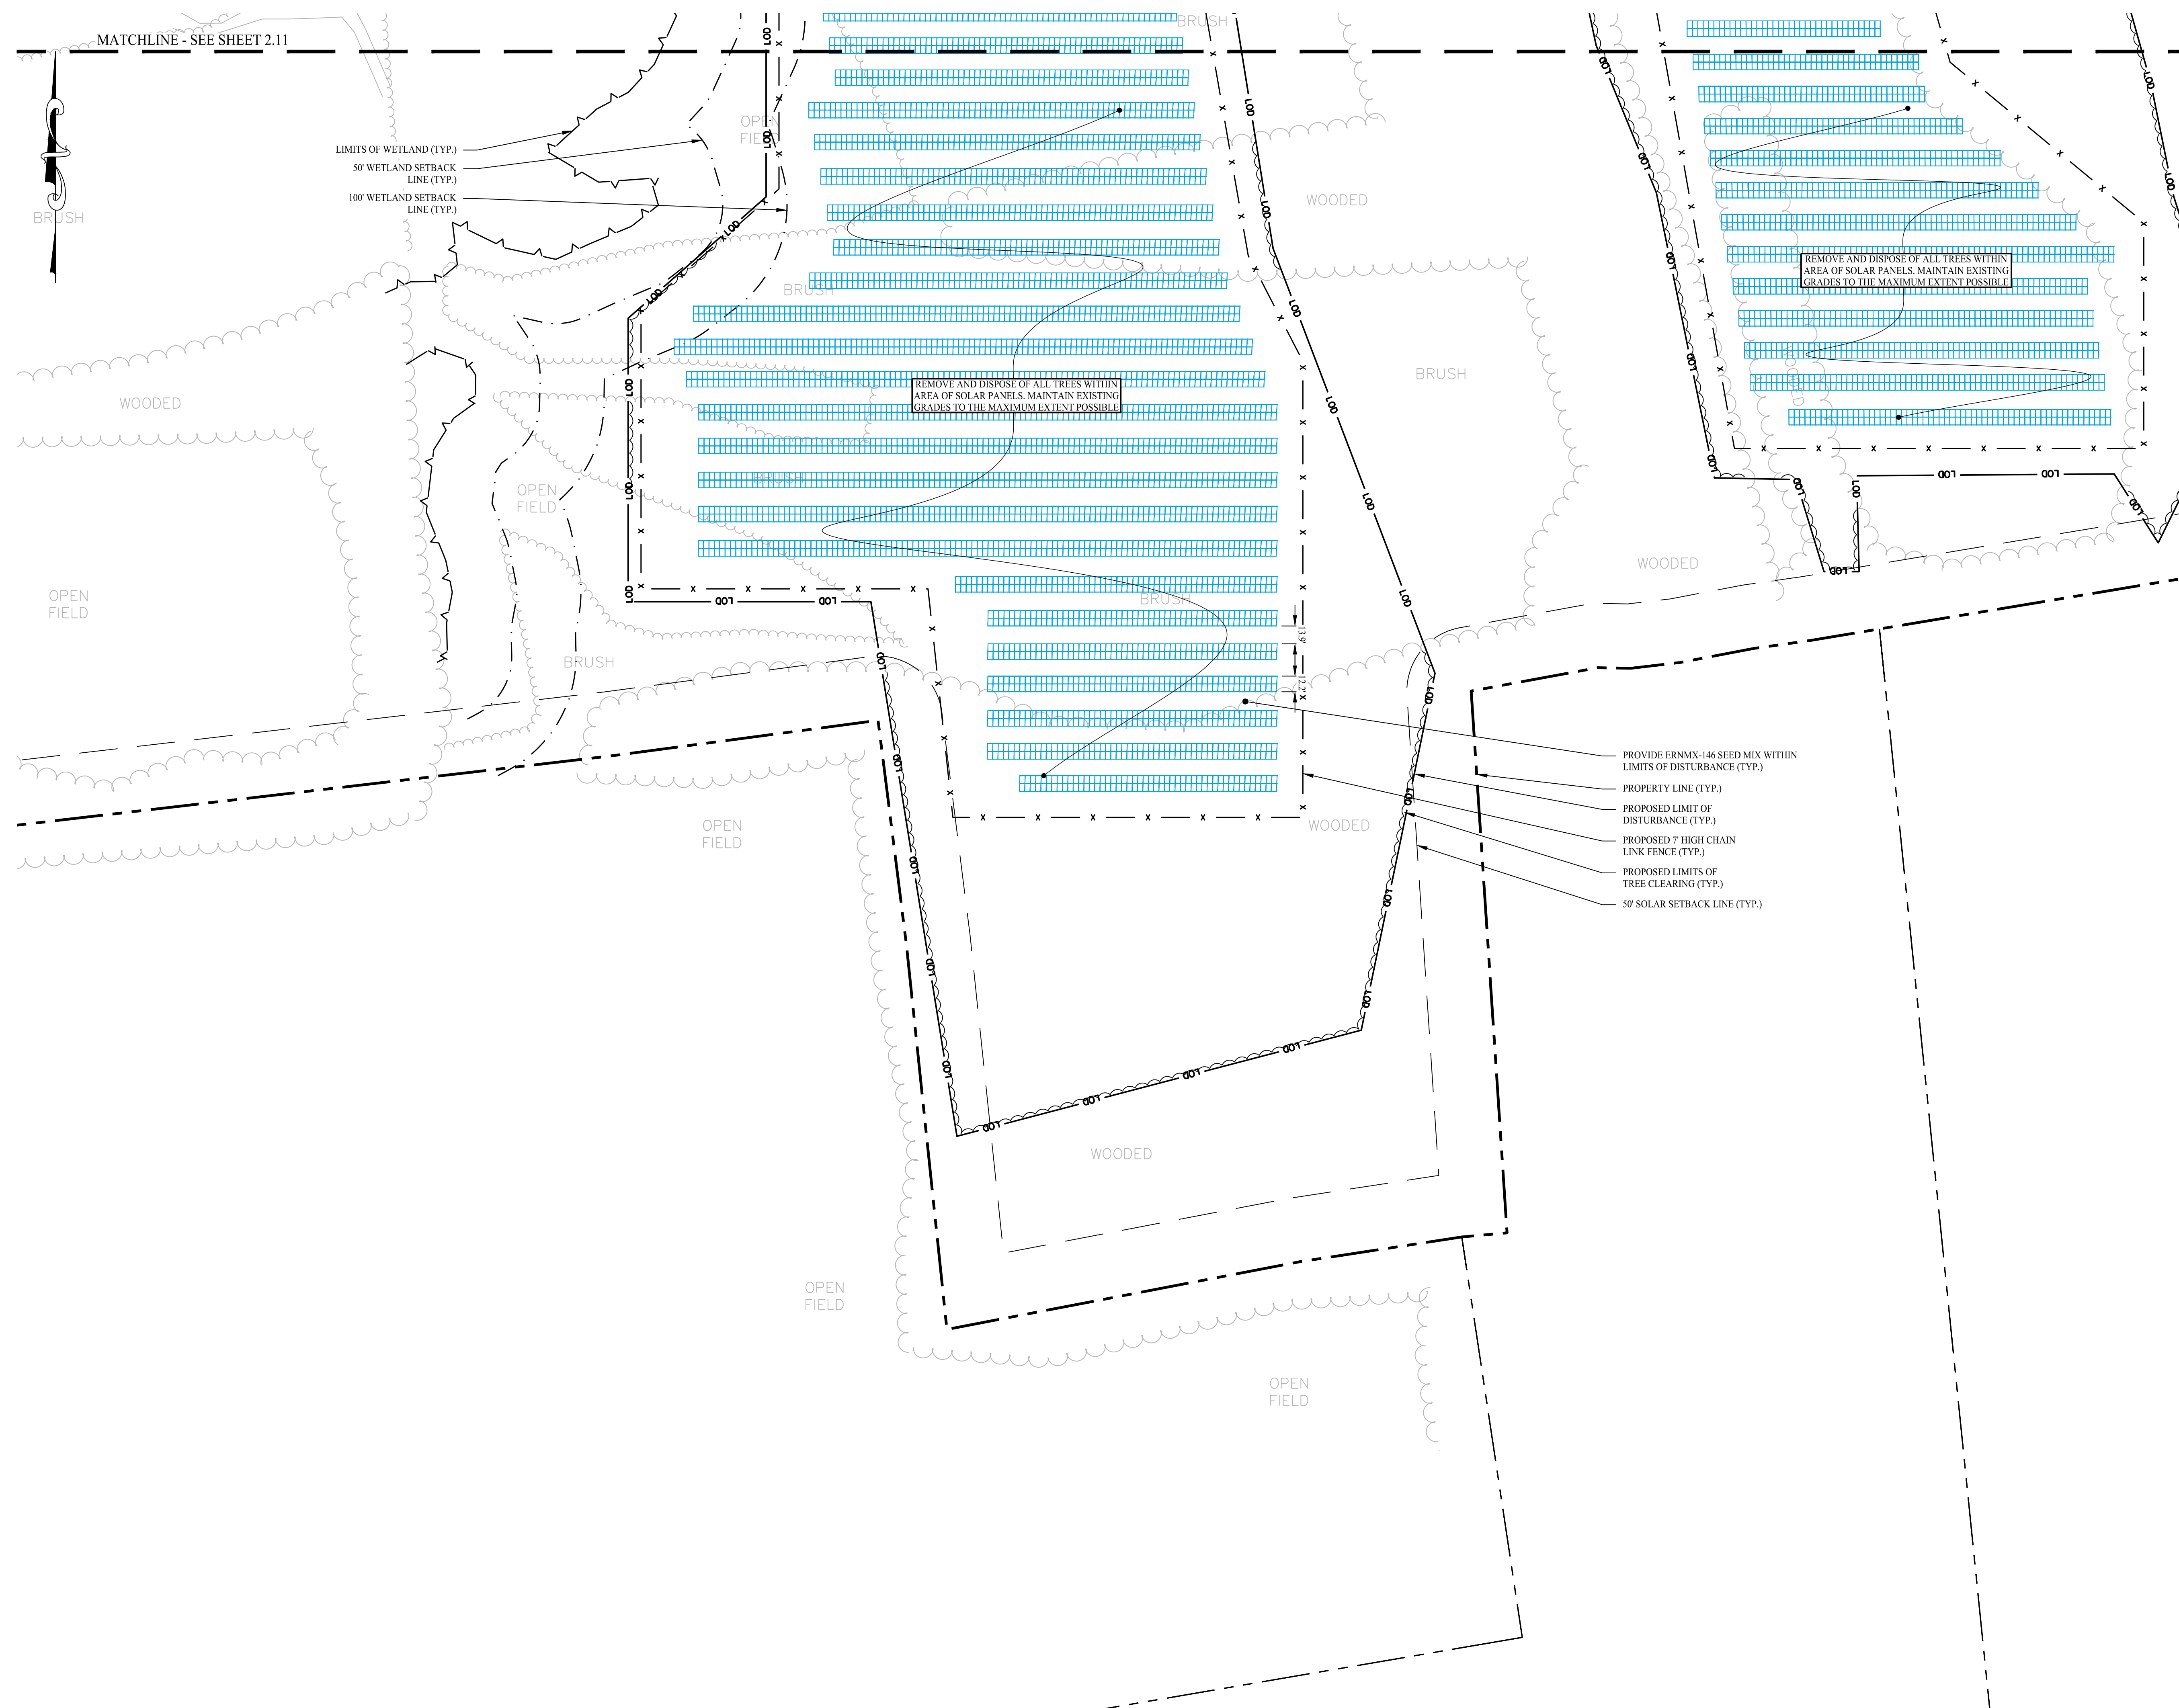 MATCHLINE - SEE SHEET 2.11
BRUSH
LOD
X
OPEN
FIELD
LIMITS OF WETLAND (TYP.)
50' WETLAND SETBACK
LINE (TYP.)
100' WETLAND SETBACK
LINE (TYP.)
BRUSH
WOODED
BRUSH
REMOVE AND DISPOSE OF ALL TREES WITHIN
AREA OF SOLAR PANELS. MAINTAIN EXISTING
GRADES TO THE MAXIMUM EXTENT POSSIBLE
REMOVE AND DISPOSE OF ALL TREES WITHIN
AREA OF SOLAR PANELS. MAINTAIN EXISTING
GRADES TO THE MAXIMUM EXTENT POSSIBLE
WOODED
BRUSH
WOODED
BRUSH
OPEN
FIELD
WOODED
OPEN
FIELD
BRUSH
BRUSH
13.9'
12.2'
PROVIDE ERNMX-146 SEED MIX WITHIN
LIMITS OF DISTURBANCE (TYP.)
PROPERTY LINE (TYP.)
PROPOSED LIMIT OF
DISTURBANCE (TYP.)
PROPOSED 7' HIGH CHAIN
LINK FENCE (TYP.)
PROPOSED LIMITS OF
TREE CLEARING (TYP.)
50' SOLAR SETBACK LINE (TYP.)
OPEN
FIELD
WOODED
WOODED
OPEN
FIELD
OPEN
FIELD